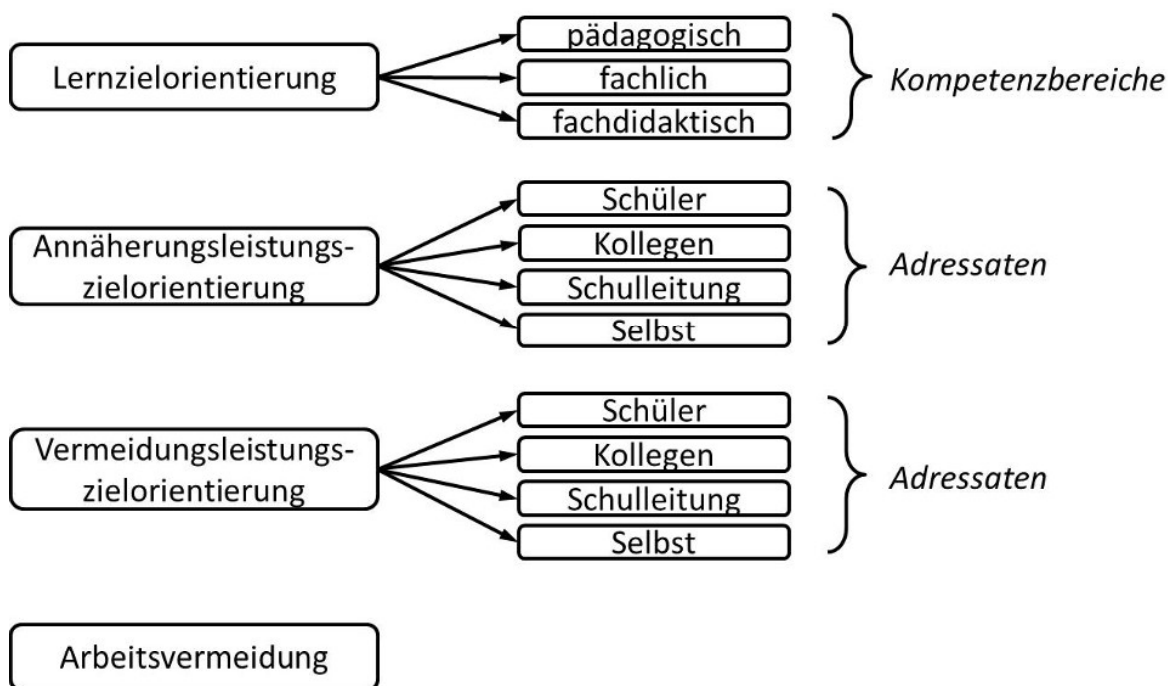 Lernzielorientierung
pädagogisch
fachlich
fachdidaktisch
Kompetenzbereiche
Annäherungsleistungs-
zielorientierung
Schüler
Kollegen
Schulleitung
Selbst
Adressaten
Vermeidungsleistungs-
zielorientierung
Schüler
Kollegen
Schulleitung
Selbst
Adressaten
Arbeitsvermeidung